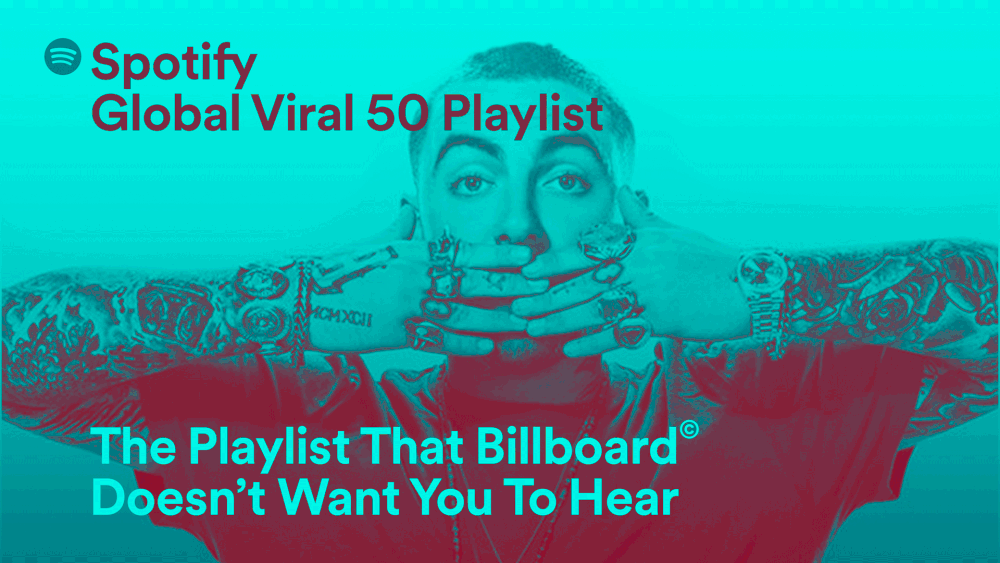 Spotify
Global Viral 50 Playlist
MCMXCII
The Playlist That Billboard©
Doesn’t Want You To Hear